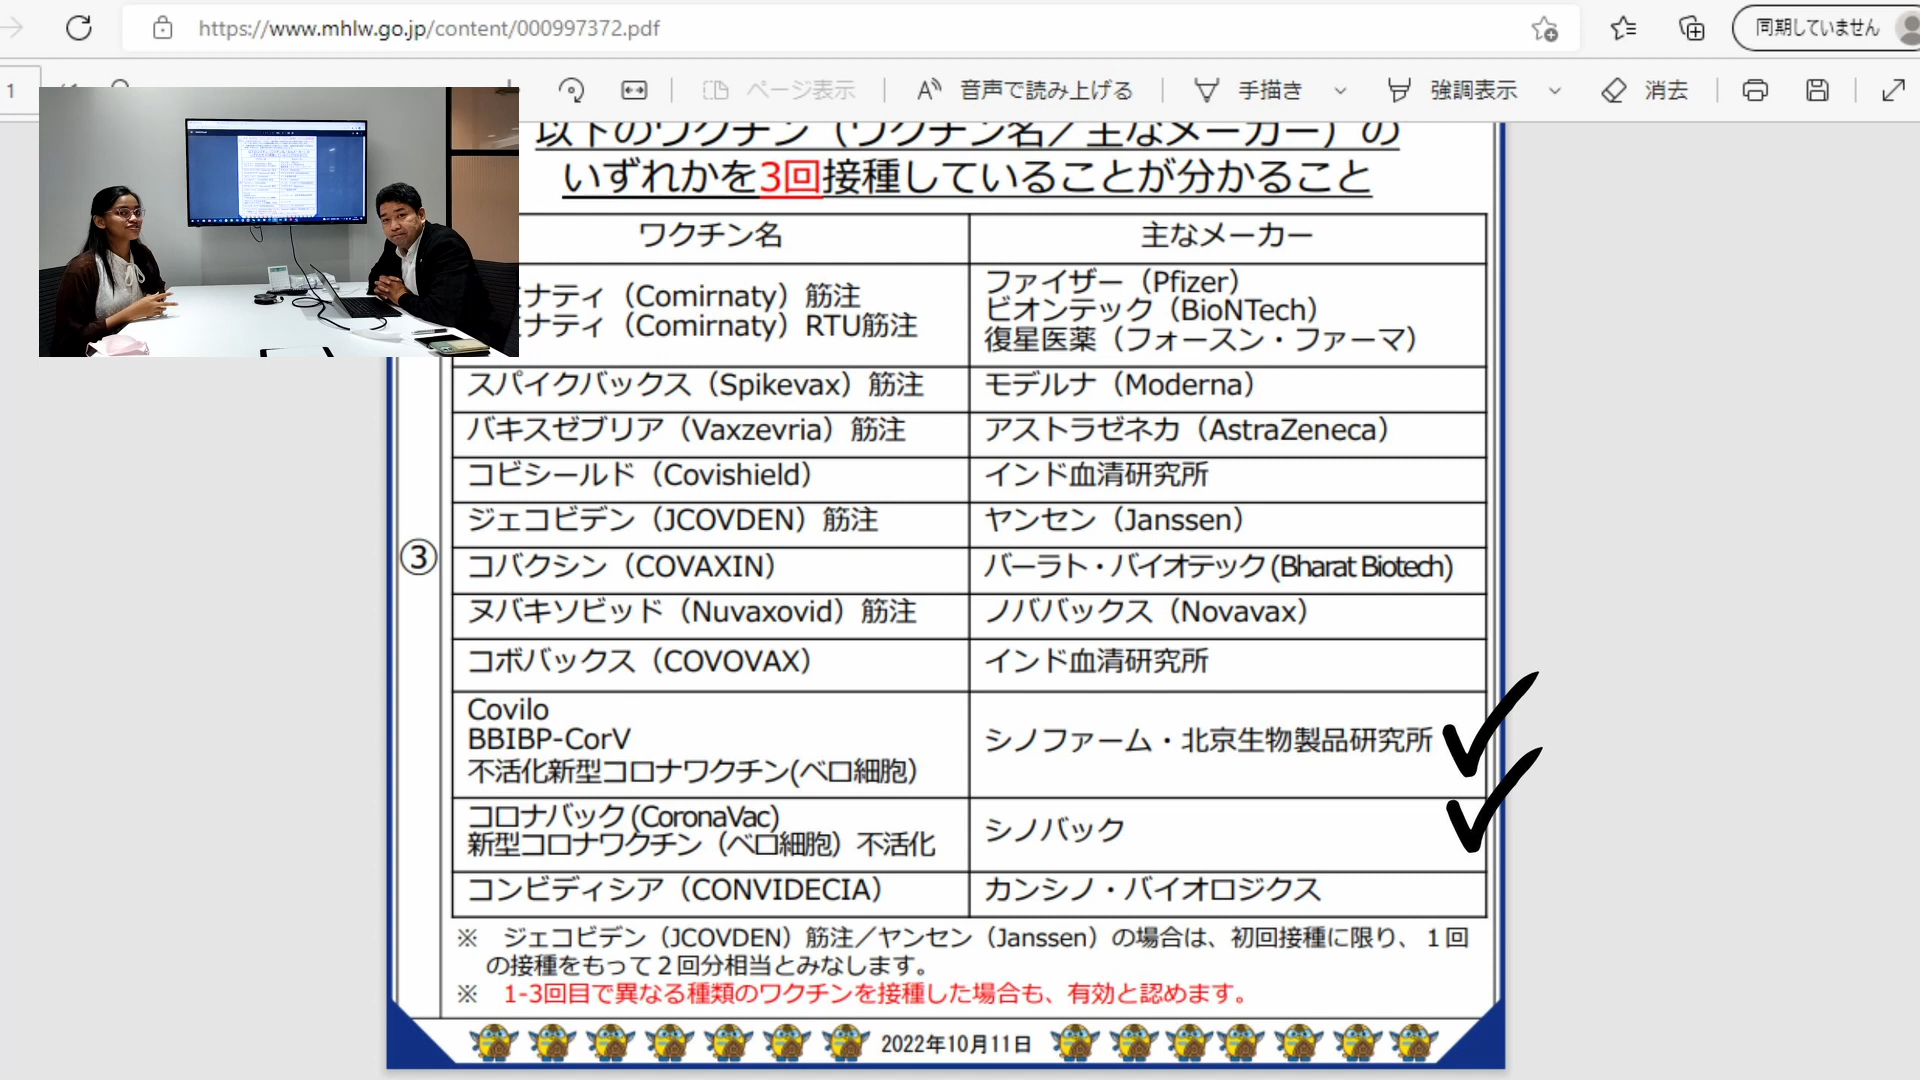 https://www.mhlw.go.jp/content/000997372.pdf
同期していません
1
ページ表示
音声で読み上げる
手描き
強調表示
消去
以下のワクチン（ワクチン名／主なメーカー）の
いずれかを3回接種していることが分かること
ワクチン名
主なメーカー
ナティ（Comirnaty）筋注
ナティ（Comirnaty）RTU筋注
ファイザー（Pfizer）
ビオンテック（BioNTech）
復星医薬（フォースン・ファーマ）
スパイクバックス（Spikevax）筋注
モデルナ（Moderna）
バキスゼブリア（Vaxzevria）筋注
アストラゼネカ（AstraZeneca）
コビシールド（Covishield）
インド血清研究所
ジェコビデン（JCOVDEN）筋注
ヤンセン（Janssen）
③
コバクシン（COVAXIN）
バーラト・バイオテック(Bharat Biotech)
ヌバキソビッド（Nuvaxovid）筋注
ノババックス（Novavax）
コボバックス（COVOVAX）
インド血清研究所
Covilo
BBIBP-CorV
不活化新型コロナワクチン(ベロ細胞）
シノファーム・北京生物製品研究所
コロナバック(CoronaVac)
新型コロナワクチン（ベロ細胞）不活化
シノバック
コンビディシア（CONVIDECIA）
カンシノ・バイオロジクス
※　ジェコビデン（JCOVDEN）筋注／ヤンセン（Janssen）の場合は、初回接種に限り、１回
の接種をもって２回分相当とみなします。
※　1-3回目で異なる種類のワクチンを接種した場合も、有効と認めます。
2022年10月11日